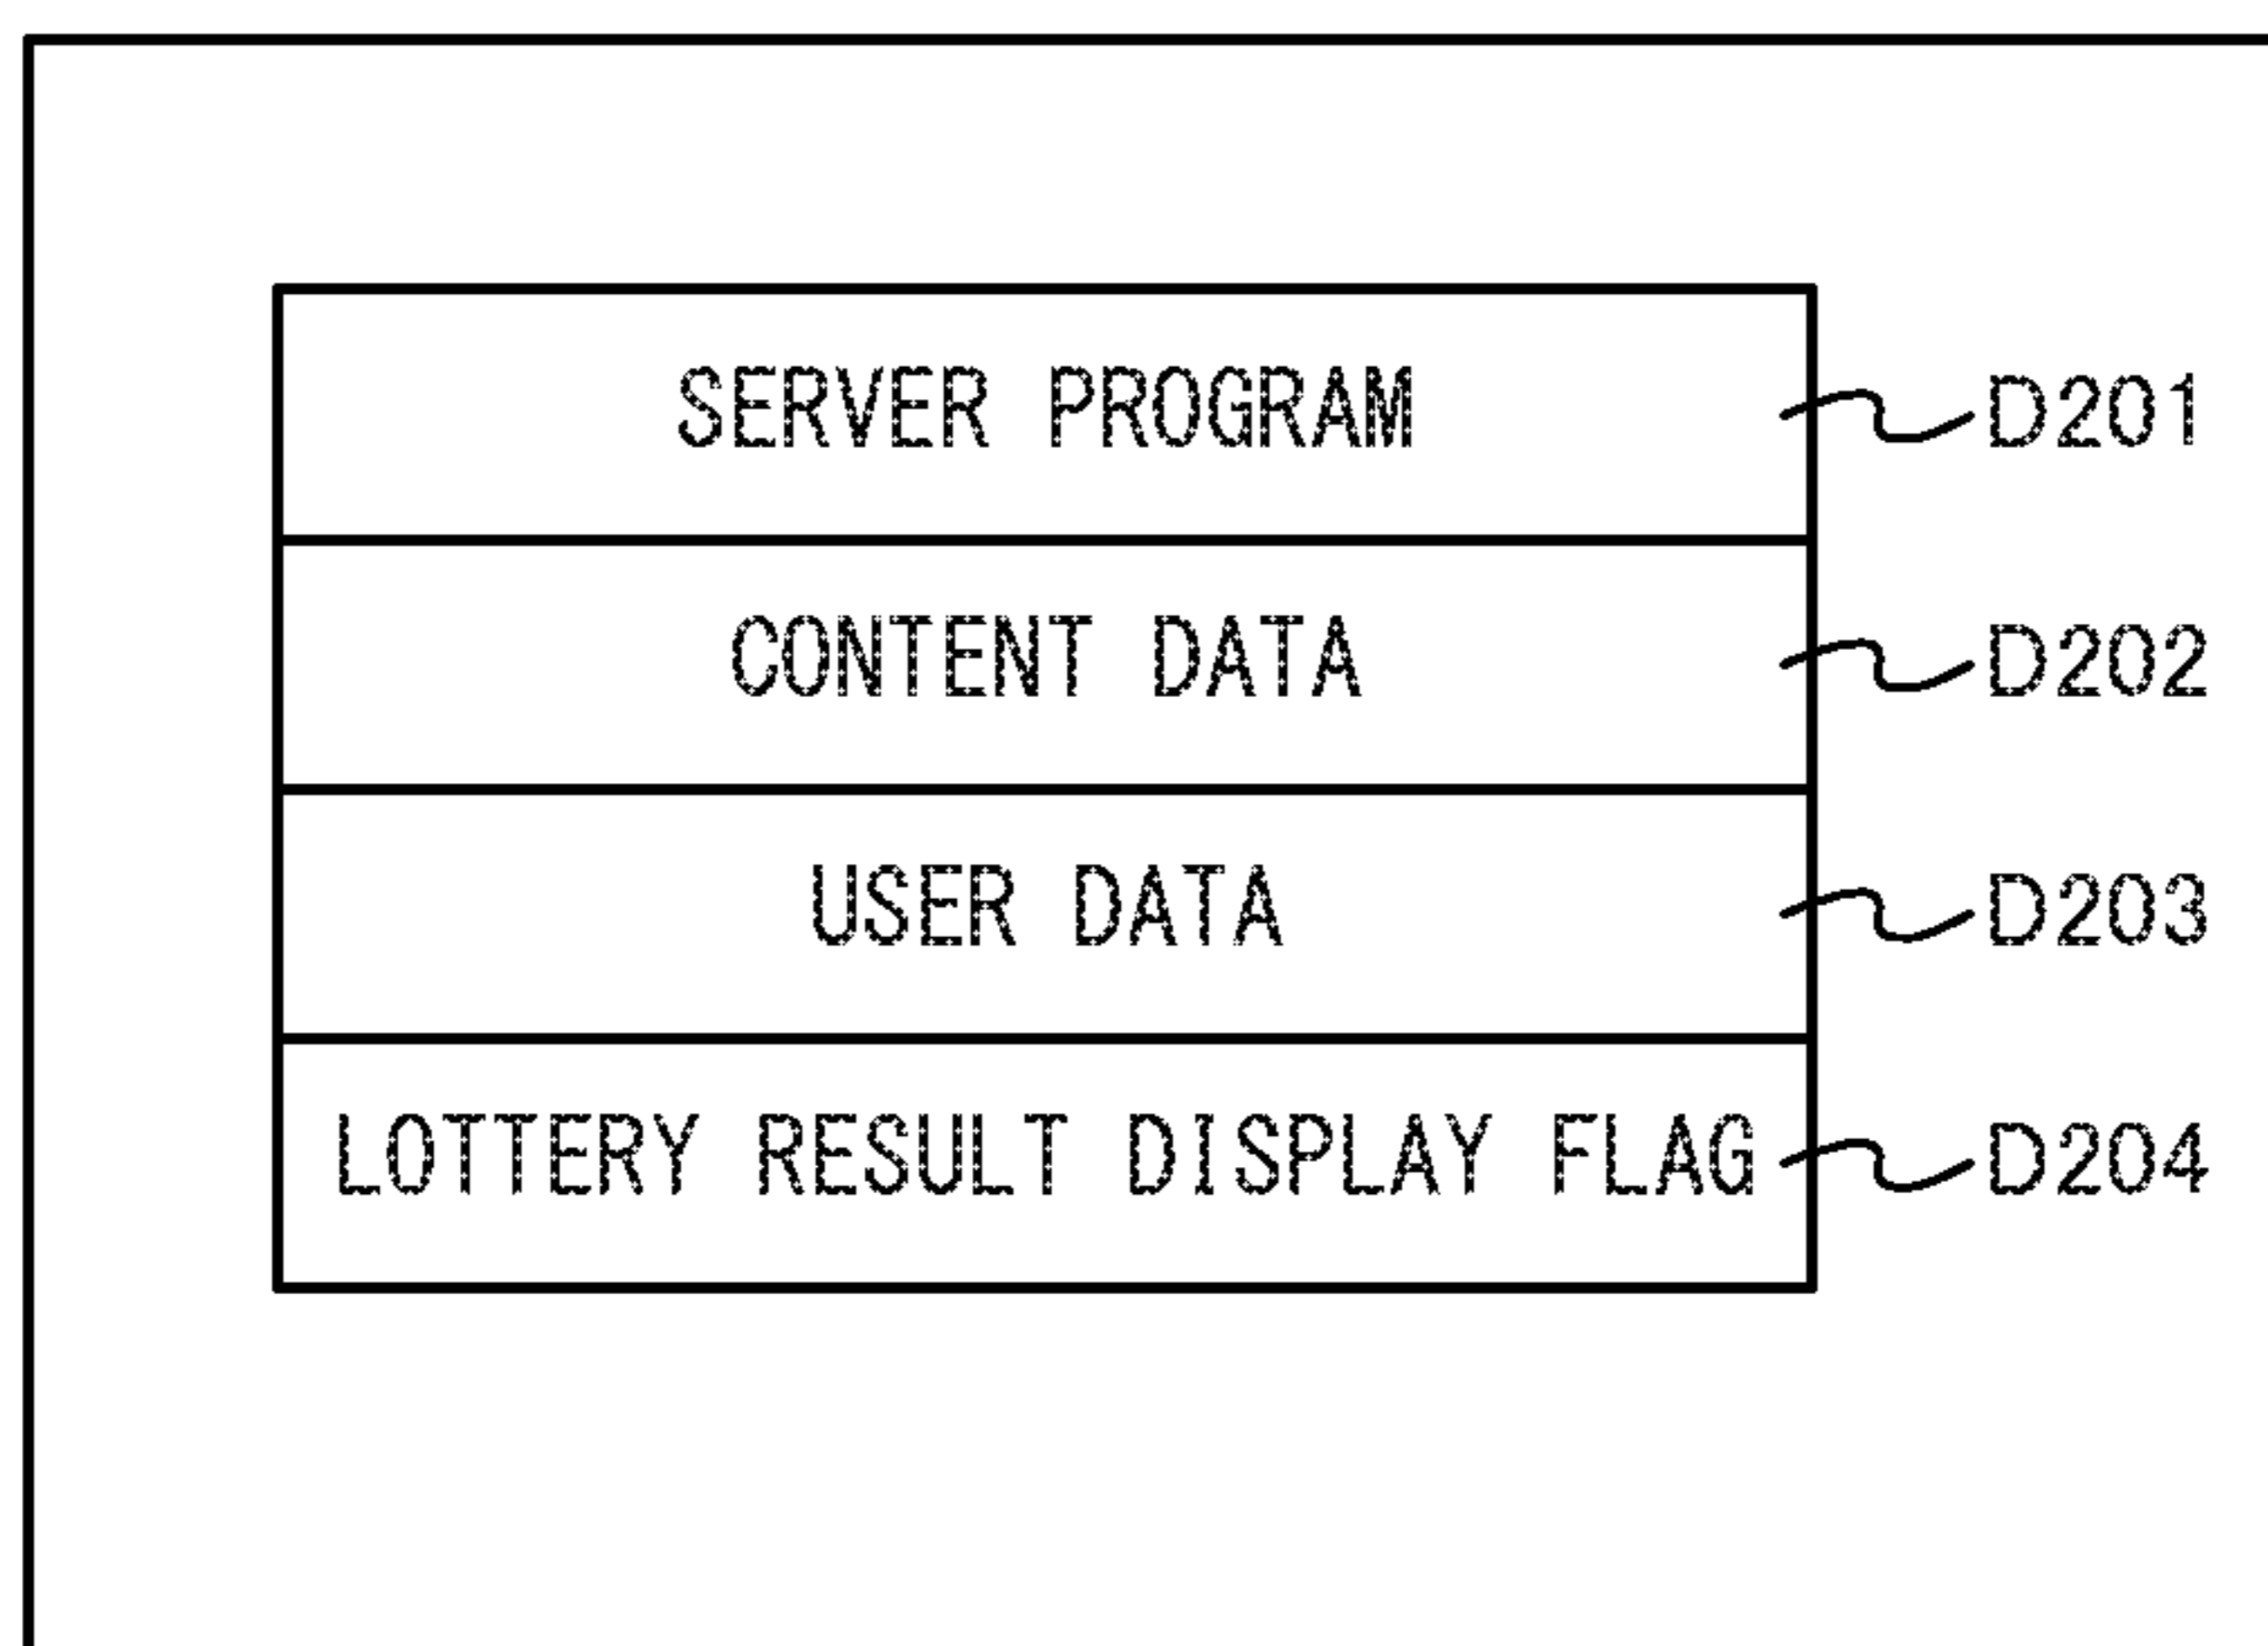 SERVER PROGRAM D201
CONTENT DATA D202
USER DATA D203
LOTTERY RESULT DISPLAY FLAG D204